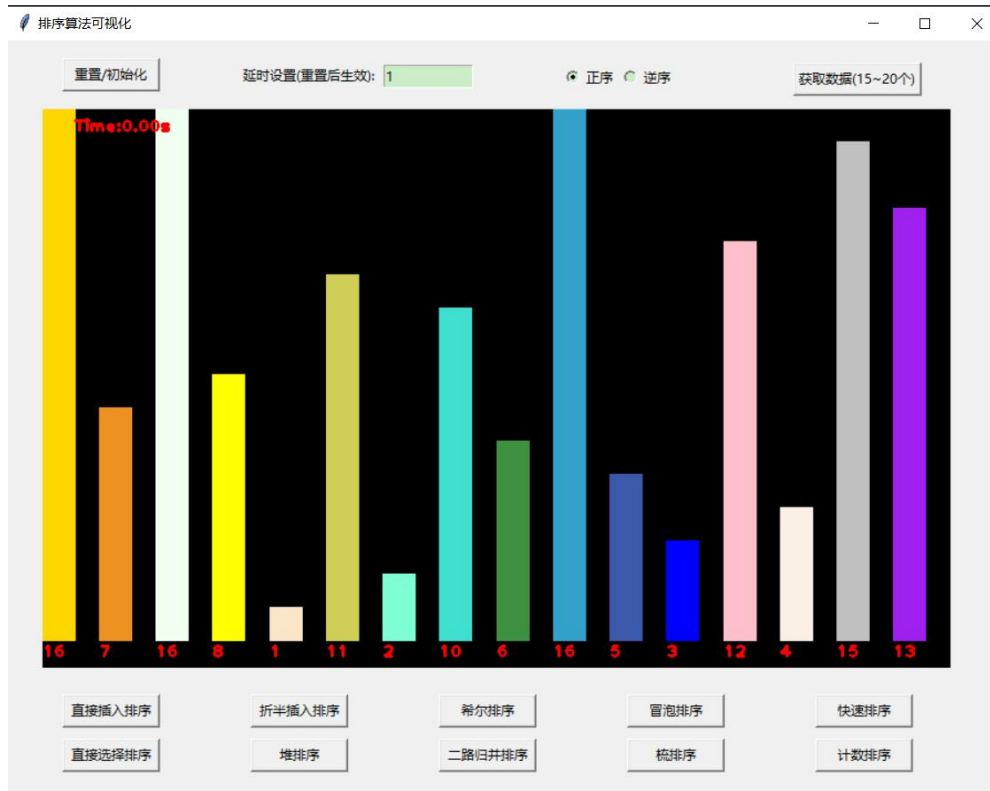 排序算法可视化
重置/初始化 延时设置(重置后生效): 1 正序 逆序 获取数据(15~20个)
Time:0.00s
16 7 16 8 1 11 2 10 6 16 5 3 12 4 15 13
直接插入排序 折半插入排序 希尔排序 冒泡排序 快速排序
直接选择排序 堆排序 二路归并排序 梳排序 计数排序